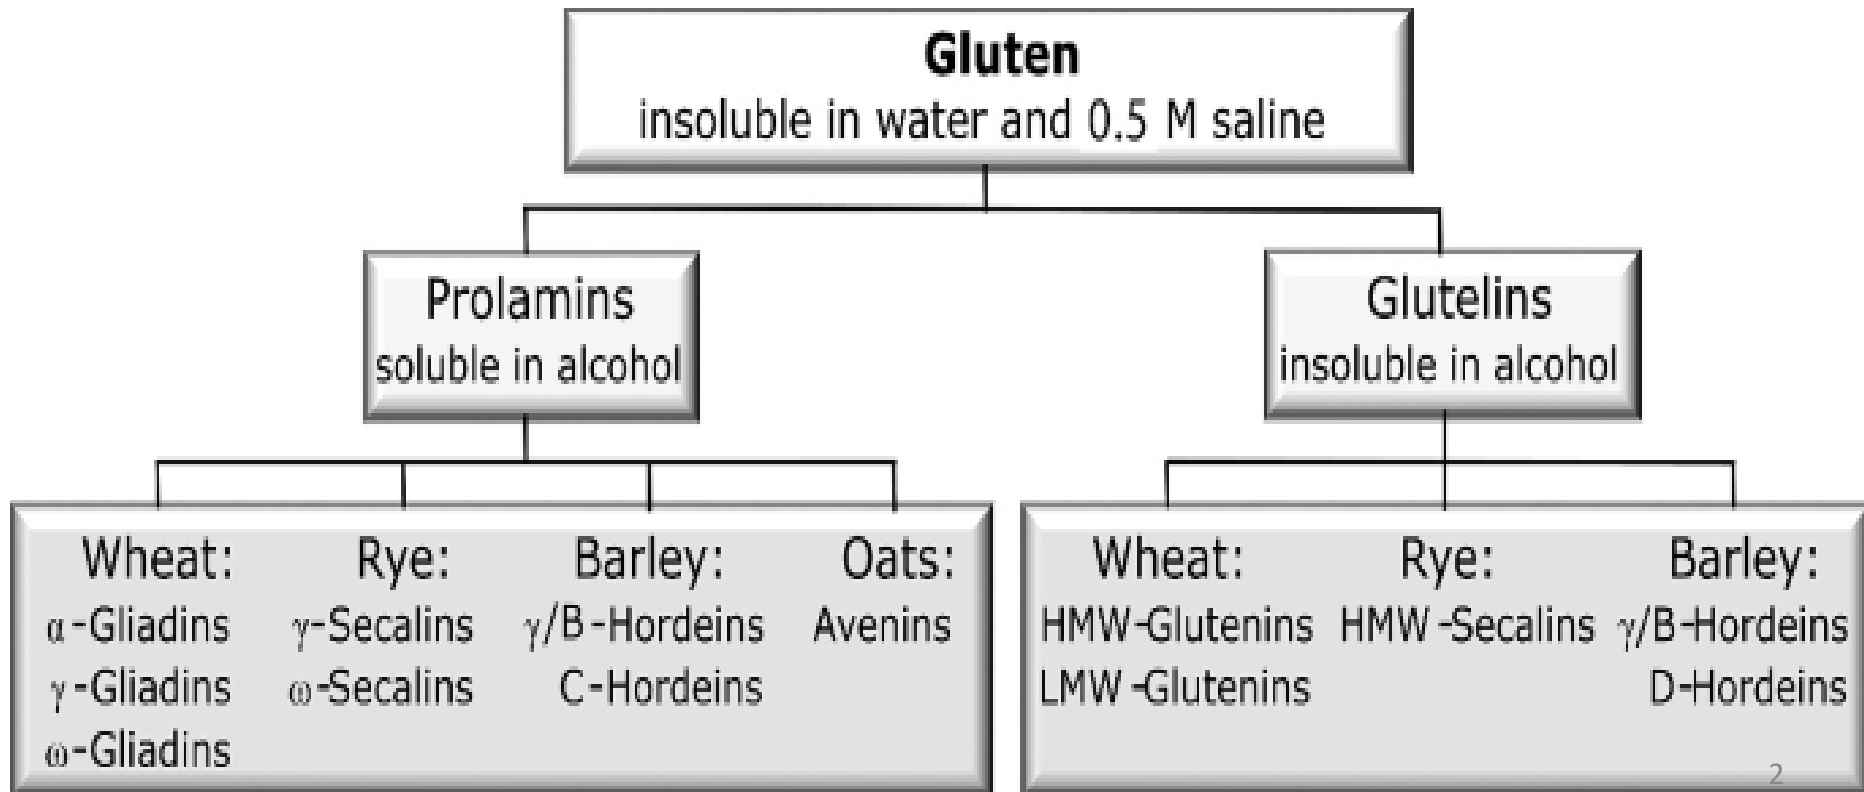 Gluten
insoluble in water and 0.5 M saline
Prolamins
soluble in alcohol
Glutelins
insoluble in alcohol
Wheat:
α-Gliadins
γ-Gliadins
ω-Gliadins
Rye:
γ-Secalins
ω-Secalins
Barley:
γ/B-Hordeins
C-Hordeins
Oats:
Avenins
Wheat:
HMW-Glutenins
LMW-Glutenins
Rye:
HMW-Secalins
Barley:
γ/B-Hordeins
D-Hordeins
2